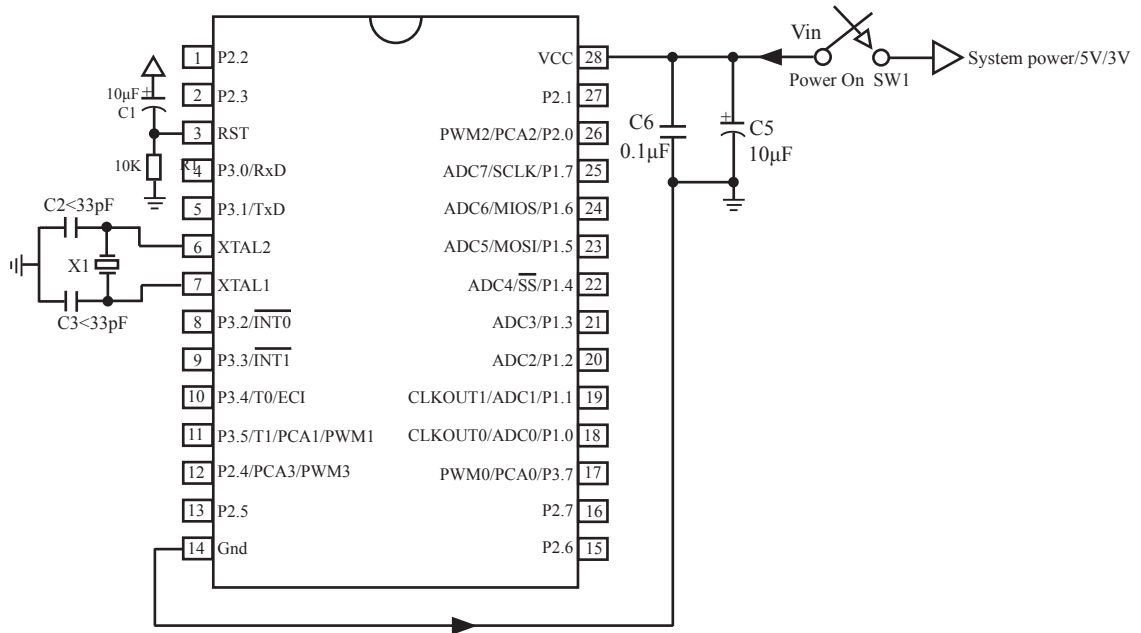 1 P2.2
2 P2.3
3 RST
4 P3.0/RxD
5 P3.1/TxD
6 XTAL2
7 XTAL1
8 P3.2/INT0
9 P3.3/INT1
10 P3.4/T0/ECI
11 P3.5/T1/PCA1/PWM1
12 P2.4/PCA3/PWM3
13 P2.5
14 Gnd
10µF +
C1
10K R1
C2<33pF
X1
C3<33pF
VCC 28
P2.1 27
PWM2/PCA2/P2.0 26
ADC7/SCLK/P1.7 25
ADC6/MIOS/P1.6 24
ADC5/MOSI/P1.5 23
ADC4/SS/P1.4 22
ADC3/P1.3 21
ADC2/P1.2 20
CLKOUT1/ADC1/P1.1 19
CLKOUT0/ADC0/P1.0 18
PWM0/PCA0/P3.7 17
P2.7 16
P2.6 15
Vin
Power On SW1
System power/5V/3V
C6
0.1µF
+ C5
10µF